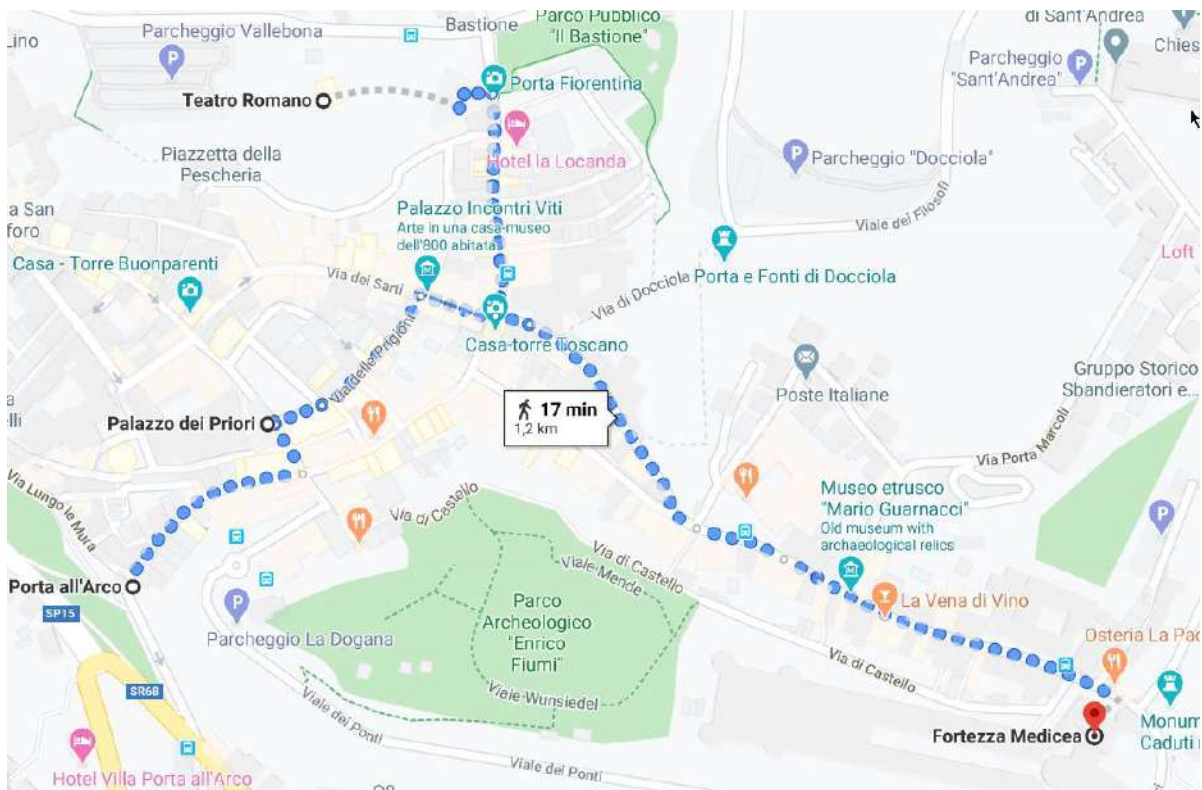 Parco Pubblico
"Il Bastione"
di Sant'Andrea
Bastione
Parcheggio Vallebona
Lino
Chies
Parcheggio
"Sant'Andrea"
P
P
Porta Fiorentina
Teatro Romano
Hotel la Locanda
Piazzetta della
Pescheria
P
Parcheggio "Docciola"
a San
foro
Palazzo Incontri Viti
Arte in una casa-museo
dell'800 abitata
Viale dei Filosofi
Loft
Casa - Torre Buonparenti
Via dei Sarti
Via di Docciola
Porta e Fonti di Docciola
Casa-torre Toscano
Via delle Prigioni
Gruppo Storico
Sbandieratori e...
Poste Italiane
17 min
1,2 km
Palazzo dei Priori
a
lli
Via Porta Marcoli
Via Lungo le Mura
Museo etrusco
"Mario Guarnacci"
Old museum with
archaeological relics
Via di Castello
P
Via di Castello
Viale Mende
Porta all'Arco
SP15
P
Parcheggio La Dogana
Parco
Archeologico
"Enrico
Fiumi"
La Vena di Vino
Osteria La Pac
Via di Castello
Viale Wunsiedel
SR68
Viale dei Ponti
Monum
Caduti
Fortezza Medicea
Hotel Villa Porta all'Arco
Viale dei Ponti